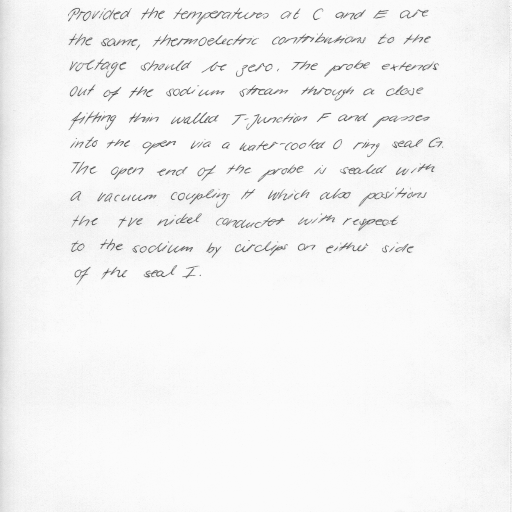 Provided the temperatures at C and E are
the same, thermoelectric contributions to the
voltage should be zero. The probe extends
out of the sodium stream through a close
fitting thin walled T-junction F and passes
into the open via a water-cooled O ring seal G.
The open end of the probe is sealed with
a vacuum coupling H which also positions
the +ve nickel conductor with respect
to the sodium by circlips on either side
of the seal I.